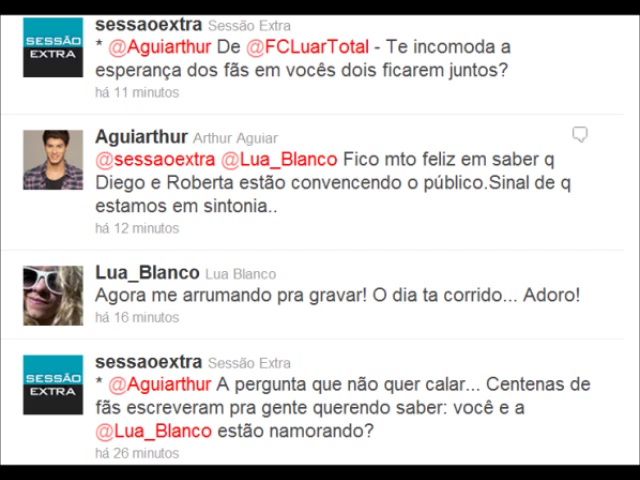 SESSÃO
EXTRA
sessaoextra Sessão Extra
* @Aguiarthur De @FCLuarTotal - Te incomoda a
esperança dos fãs em vocês dois ficarem juntos?
há 11 minutos
Aguiarthur Arthur Aguiar
@sessaoextra @Lua_Blanco Fico mto feliz em saber q
Diego e Roberta estão convencendo o público.Sinal de q
estamos em sintonia..
há 12 minutos
Lua_Blanco Lua Blanco
Agora me arrumando pra gravar! O dia ta corrido... Adoro!
há 16 minutos
SESSÃO
EXTRA
sessaoextra Sessão Extra
* @Aguiarthur A pergunta que não quer calar... Centenas de
fãs escreveram pra gente querendo saber: você e a
@Lua_Blanco estão namorando?
há 26 minutos